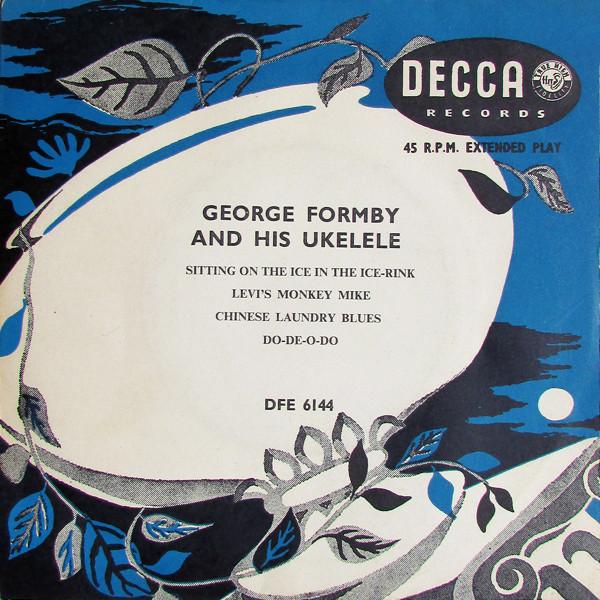 DECCA
RECORDS
45 R.P.M. EXTENDED PLAY
GEORGE FORMBY
AND HIS UKELELE
SITTING ON THE ICE IN THE ICE-RINK
LEVI'S MONKEY MIKE
CHINESE LAUNDRY BLUES
DO-DE-O-DO
DFE 6144